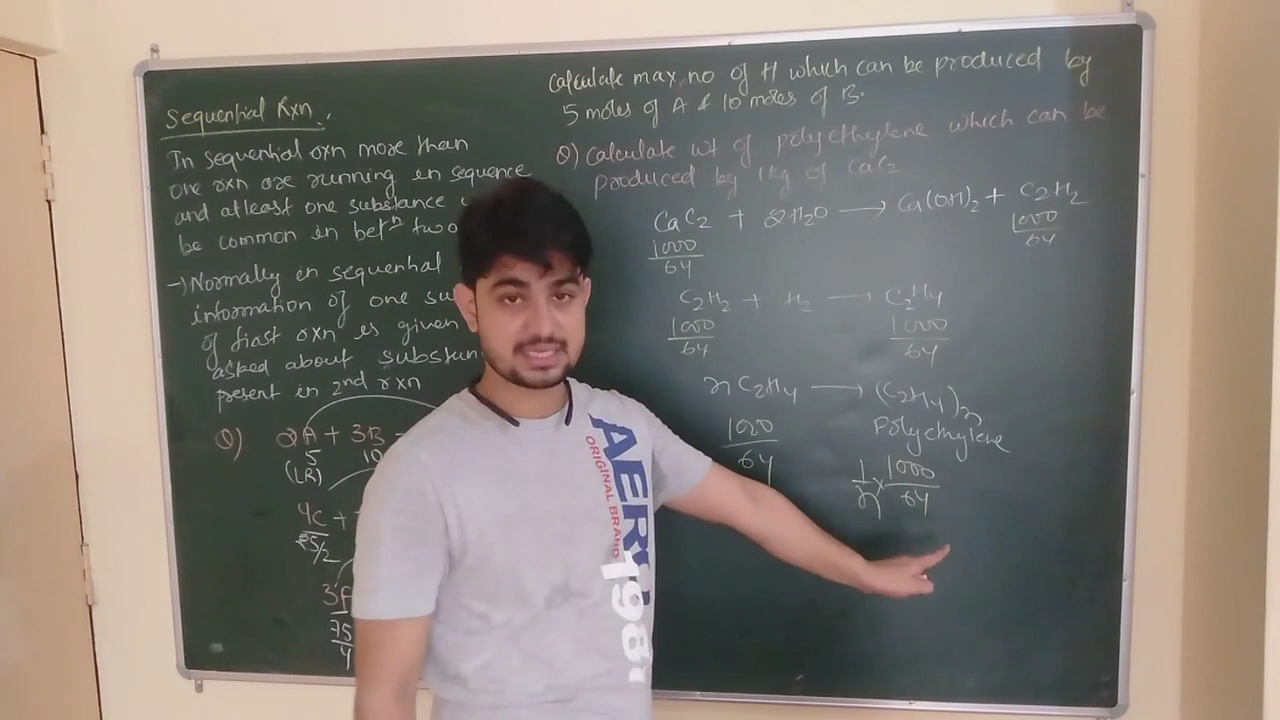 Sequential Rxn
In sequential rxn more than
one rxn are running in sequence
and atleast one substance
be common in betⁿ two
→ Normally in sequential
information of one su
of first rxn is given
asked about substan
present in 2nd rxn
Q) 2A + 3B
5 10
(LR)
4C +
5/2
3F
75
4
Calculate max no of H which can be produced by
5 moles of A & 10 moles of B.
Q) Calculate wt of polyethylene which can be
produced by 1kg of CaC2
CaC2 + 2H2O → Ca(OH)2 + C2H2
1000/64 1000/64
C2H2 + H2 → C2H4
1000/64 1000/64
n C2H4 → (C2H4)n
Polyethylene
1000/64 1/n × 1000/64
AER
ORIGINAL BRAND
1981